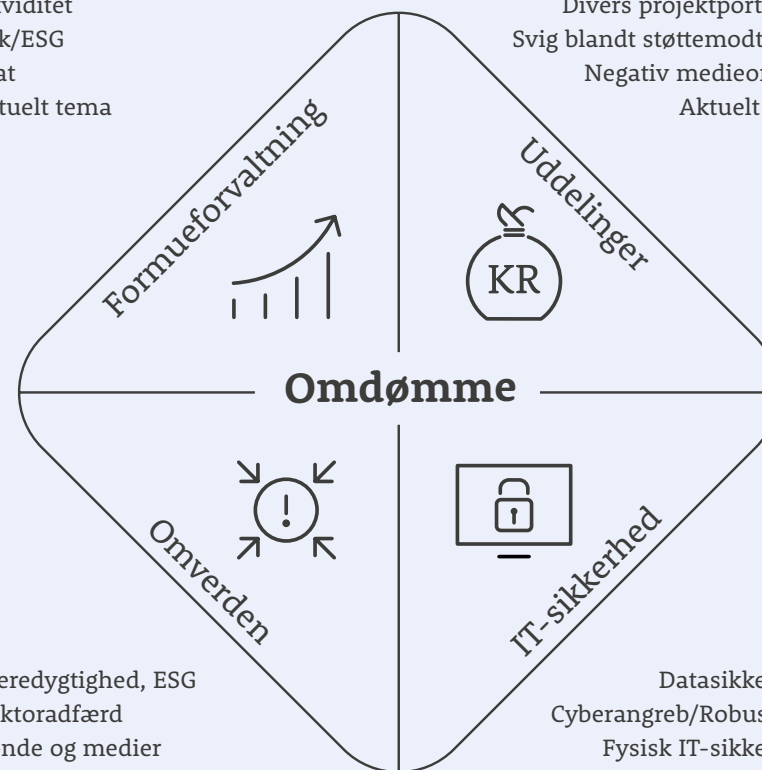 viditet
k/ESG
at
tuelt tema
Divers projektport
Svig blandt støttemodt
Negativ medieo
Aktuelt
Formueforvaltning
Uddelinger
KR
Omdømme
Omverden
IT-sikkerhed
eredygtighed, ESG
ktoradfærd
nde og medier
Datasikke
Cyberangreb/Robus
Fysisk IT-sikke